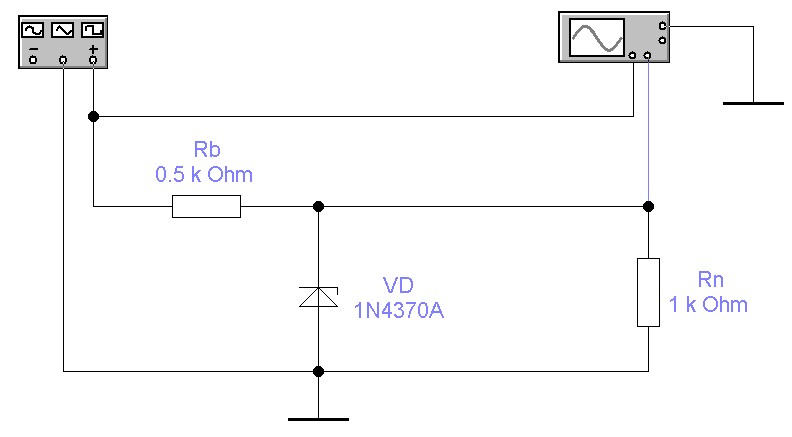 −
+
Rb
0.5 k Ohm
VD
1N4370A
Rn
1 k Ohm